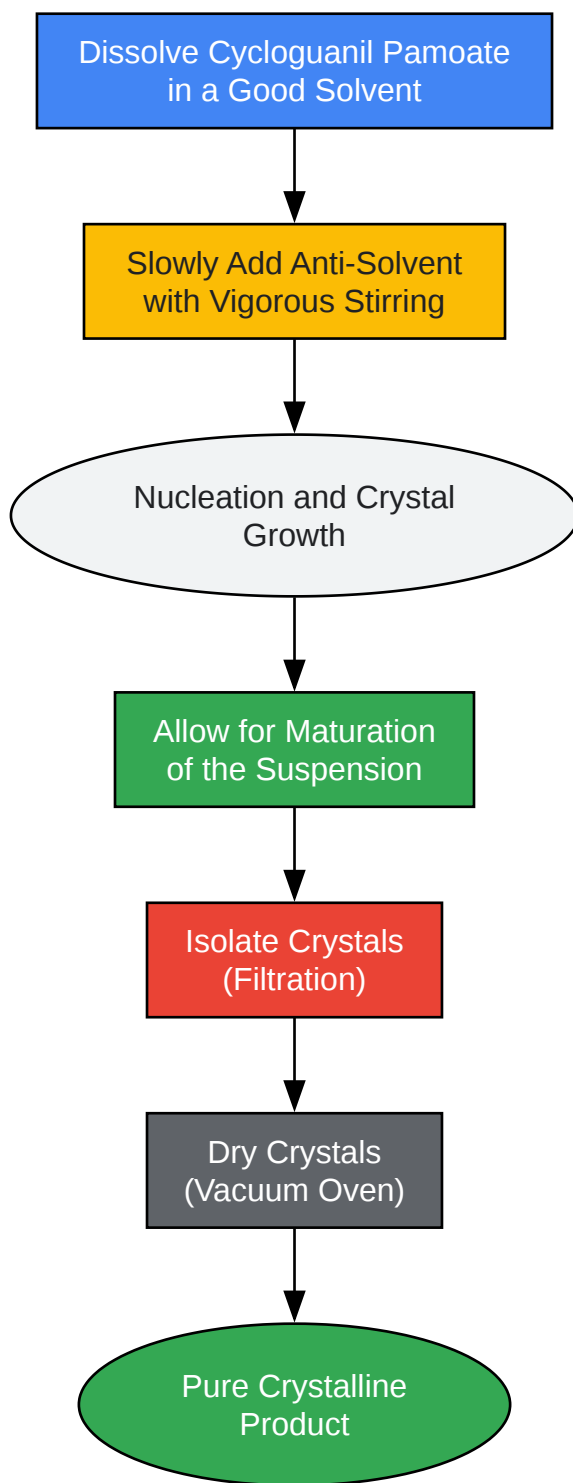 Dissolve Cycloguanil Pamoate
in a Good Solvent
Slowly Add Anti-Solvent
with Vigorous Stirring
Nucleation and Crystal
Growth
Allow for Maturation
of the Suspension
Isolate Crystals
(Filtration)
Dry Crystals
(Vacuum Oven)
Pure Crystalline
Product